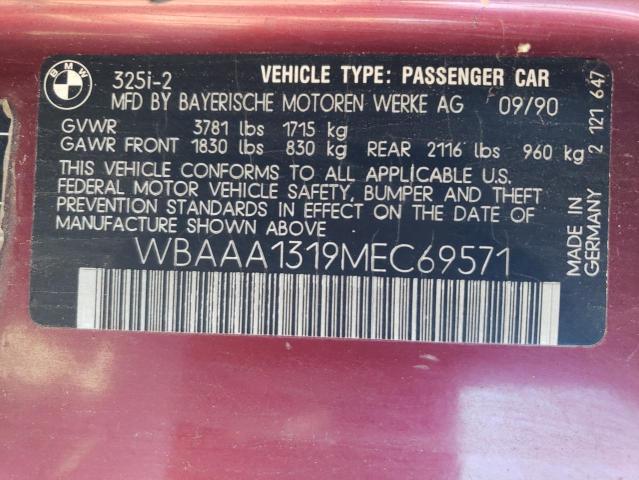 BMW
325i-2 VEHICLE TYPE: PASSENGER CAR
MFD BY BAYERISCHE MOTOREN WERKE AG 09/90
GVWR 3781 lbs 1715 kg
GAWR FRONT 1830 lbs 830 kg REAR 2116 lbs 960 kg
THIS VEHICLE CONFORMS TO ALL APPLICABLE U.S.
FEDERAL MOTOR VEHICLE SAFETY, BUMPER AND THEFT
PREVENTION STANDARDS IN EFFECT ON THE DATE OF
MANUFACTURE SHOWN ABOVE
WBAAA1319MEC69571
2 121 647
MADE IN
GERMANY